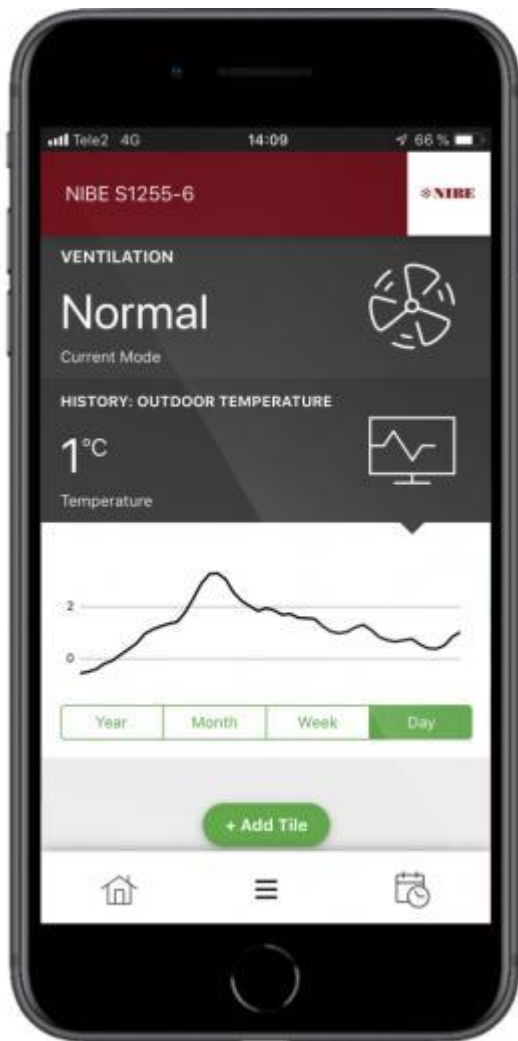 Tele2 4G 14:09 66 %
NIBE S1255-6 NIBE
VENTILATION
Normal
Current Mode
HISTORY: OUTDOOR TEMPERATURE
1°C
Temperature
2
0
Year Month Week Day
+ Add Tile